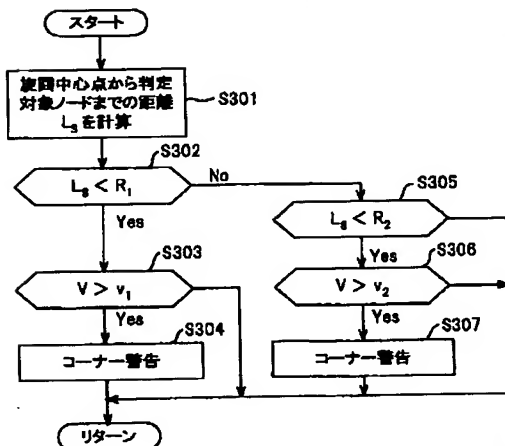 スタート
旋回中心点から判定
対象ノードまでの距離
Lsを計算
S301
S302
Ls < R1
No
Yes
S303
V > v1
Yes
S304
コーナー警告
S305
Ls < R2
Yes
S306
V > v2
Yes
S307
コーナー警告
リターン